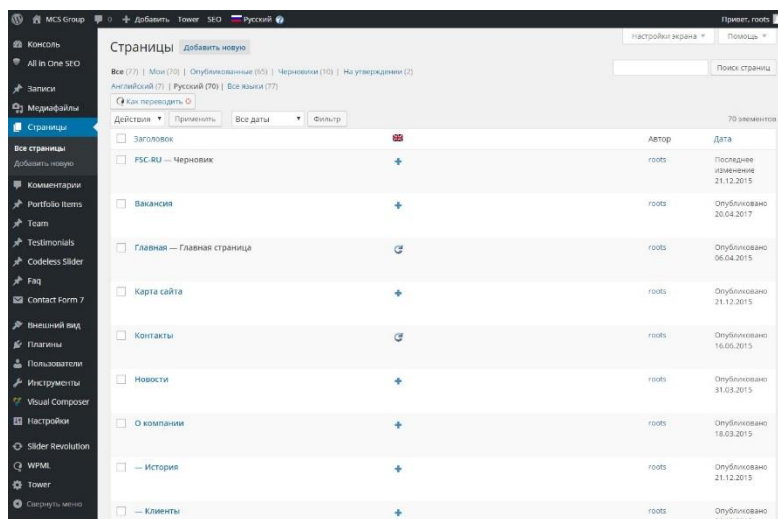 MCS Group 0 + Добавить Tower SEO Русский Привет, roots
Консоль
All in One SEO
Записи
Медиафайлы
Страницы
Все страницы
Добавить новую
Комментарии
Portfolio Items
Team
Testimonials
Codeless Slider
Faq
Contact Form 7
Внешний вид
Плагины
Пользователи
Инструменты
Visual Composer
Настройки
Slider Revolution
WPML
Tower
Свернуть меню
Настройки экрана Помощь
Страницы Добавить новую
Все (77) | Мои (70) | Опубликованные (65) | Черновики (10) | На утверждении (2)
Поиск страниц
Английский (7) | Русский (70) | Все языки (77)
Как переводить
Действия Применить Все даты Фильтр 70 элементов
Заголовок Автор Дата
FSC-RU — Черновик roots Последнее
изменение
21.12.2015
Вакансия roots Опубликовано
20.04.2017
Главная — Главная страница roots Опубликовано
06.04.2015
Карта сайта roots Опубликовано
21.12.2015
Контакты roots Опубликовано
16.06.2015
Новости roots Опубликовано
31.03.2015
О компании roots Опубликовано
18.03.2015
— История roots Опубликовано
21.12.2015
— Клиенты roots Опубликовано